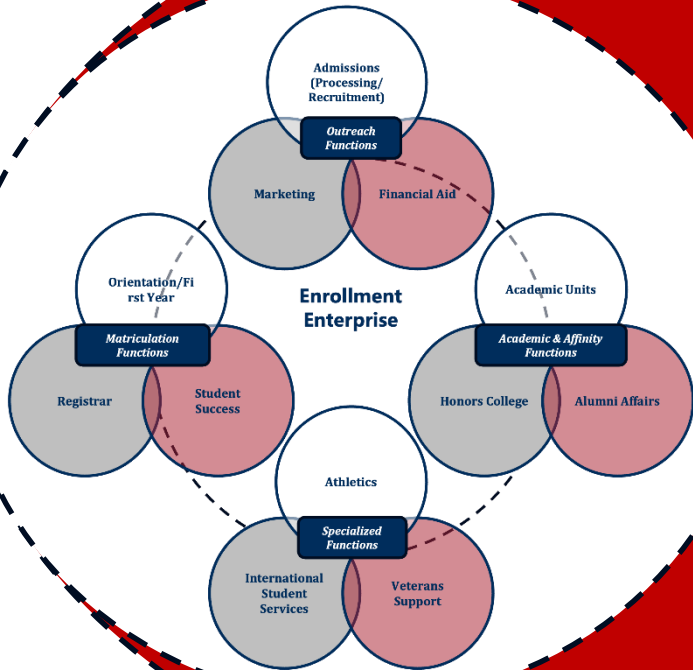 Admissions
(Processing/
Recruitment)
Outreach
Functions
Marketing
Financial Aid
Orientation/Fi
rst Year
Matriculation
Functions
Registrar
Student
Success
Enrollment
Enterprise
Academic Units
Academic & Affinity
Functions
Honors College
Alumni Affairs
Athletics
Specialized
Functions
International
Student
Services
Veterans
Support